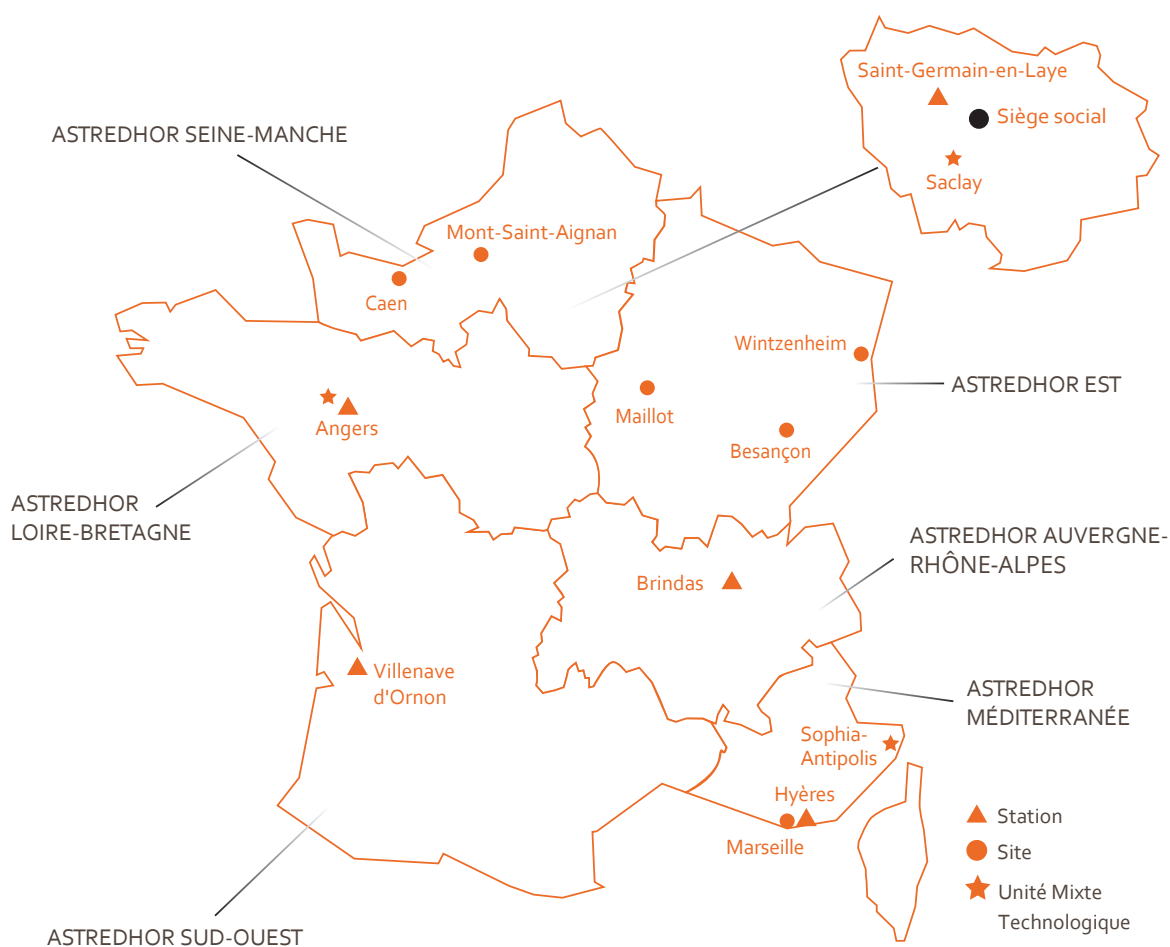 Saint-Germain-en-Laye
Siège social
Saclay
ASTREDHOR SEINE-MANCHE
Mont-Saint-Aignan
Caen
Wintzenheim
ASTREDHOR EST
Maillot
Besançon
Angers
ASTREDHOR
LOIRE-BRETAGNE
ASTREDHOR AUVERGNE-
RHÔNE-ALPES
Brindas
Villenave
d'Ornon
ASTREDHOR
MÉDITERRANÉE
Sophia-
Antipolis
Hyères
Marseille
Station
Site
Unité Mixte
Technologique
ASTREDHOR SUD-OUEST